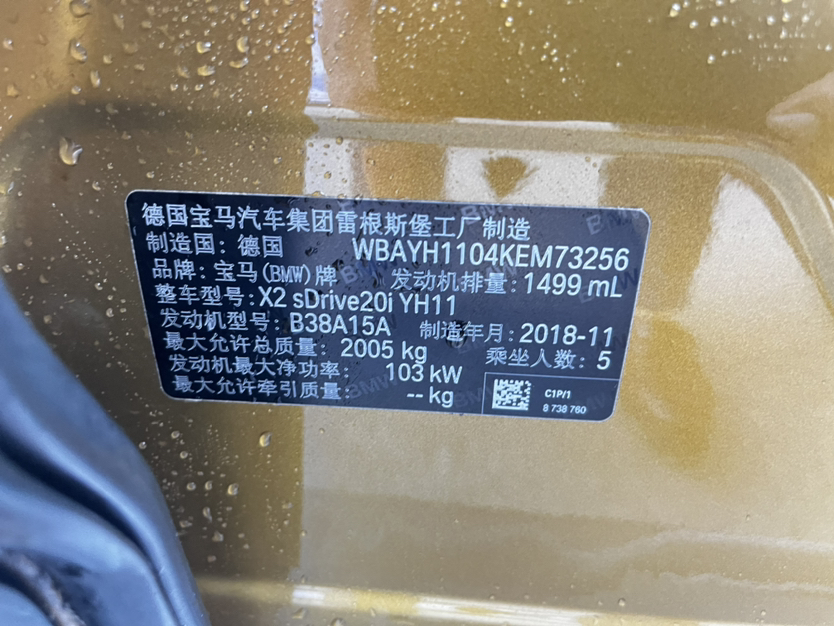 德国宝马汽车集团雷根斯堡工厂制造
制造国: 德国 WBAYH1104KEM73256
品牌: 宝马(BMW)牌 发动机排量: 1499 mL
整车型号: X2 sDrive20i YH11
发动机型号: B38A15A 制造年月: 2018-11
最大允许总质量: 2005 kg 乘坐人数: 5
发动机最大净功率: 103 kW
最大允许牵引质量: -- kg
C1P/1
8 738 760